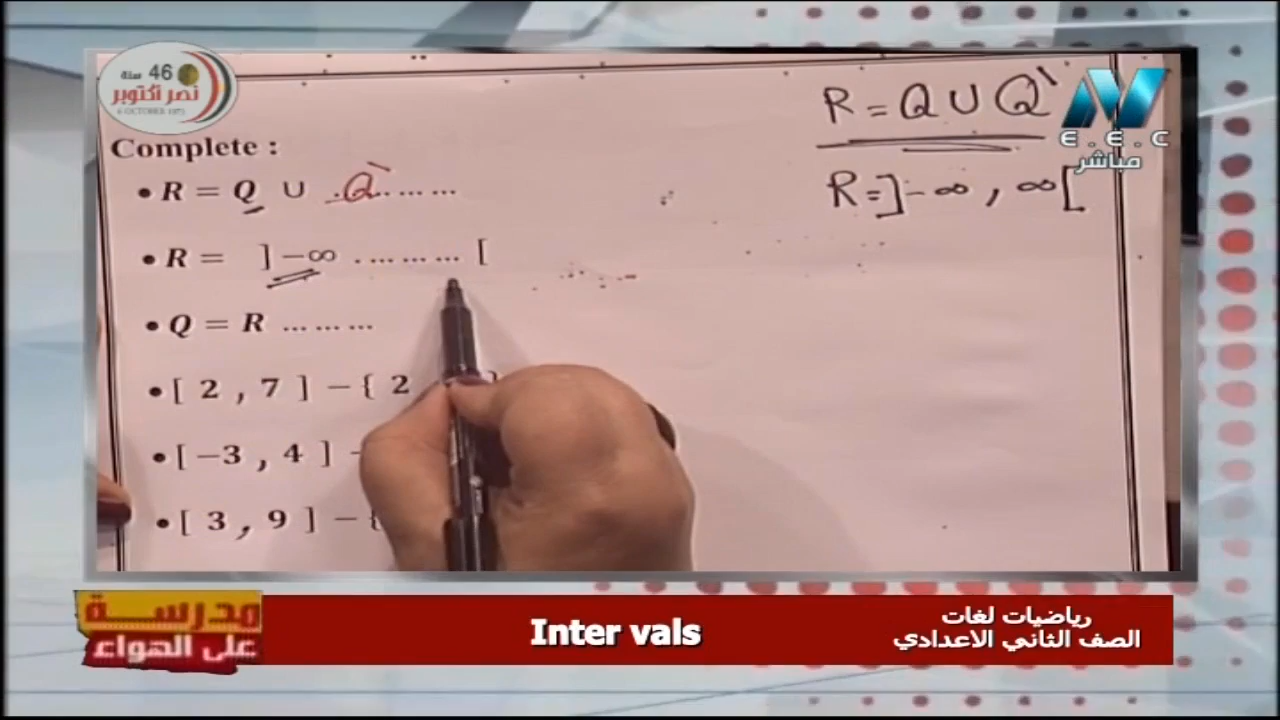 46 سنة
نصر أكتوبر
6 OCTOBER 1973
E.E.C
مباشر
R = Q ∪ Q'
R = ]-∞ , ∞ [
Complete :
• R = Q ∪ .Q'. ... ...
• R = ] -∞ . ... ... ... [
• Q = R ... ... ...
• [ 2 , 7 ] - { 2
• [ -3 , 4 ] -
• [ 3 , 9 ] - {
مدرسة
على الهواء
Inter vals
رياضيات لغات
الصف الثاني الاعدادي